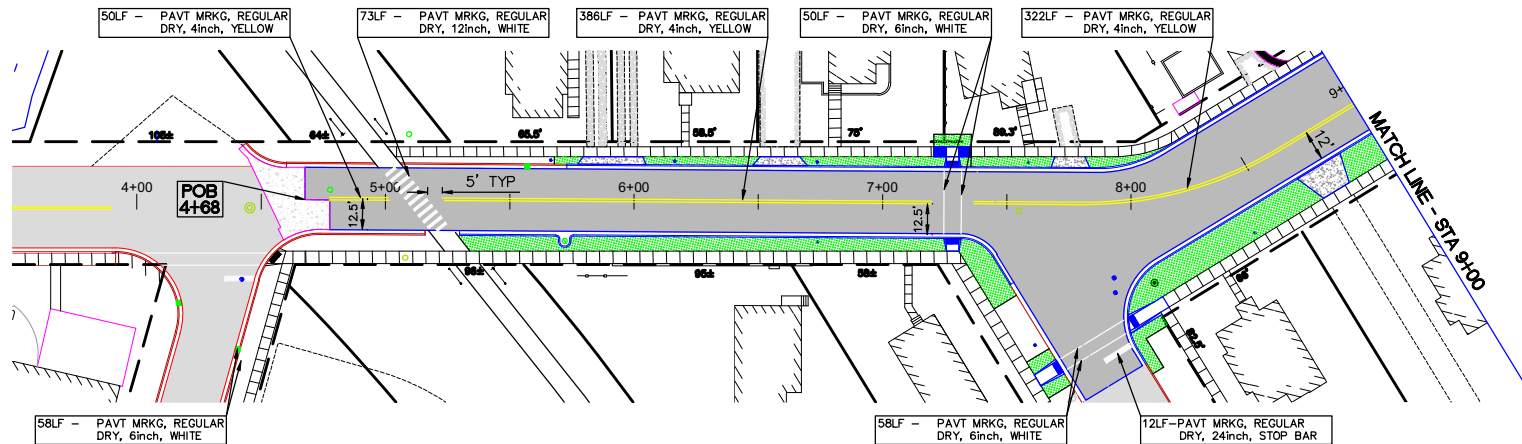 50LF - PAVT MRKG, REGULAR
DRY, 4inch, YELLOW
73LF - PAVT MRKG, REGULAR
DRY, 12inch, WHITE
386LF - PAVT MRKG, REGULAR
DRY, 4inch, YELLOW
50LF - PAVT MRKG, REGULAR
DRY, 6inch, WHITE
322LF - PAVT MRKG, REGULAR
DRY, 4inch, YELLOW
105±
64±
65.5'
58.5'
75'
89.3'
9+
MATCH LINE - STA 9+00
12'
4+00
POB
4+68
5+00
5' TYP
6+00
7+00
8+00
12.5'
12.5'
96±
95±
58±
85'
62.5'
58LF - PAVT MRKG, REGULAR
DRY, 6inch, WHITE
58LF - PAVT MRKG, REGULAR
DRY, 6inch, WHITE
12LF-PAVT MRKG, REGULAR
DRY, 24inch, STOP BAR